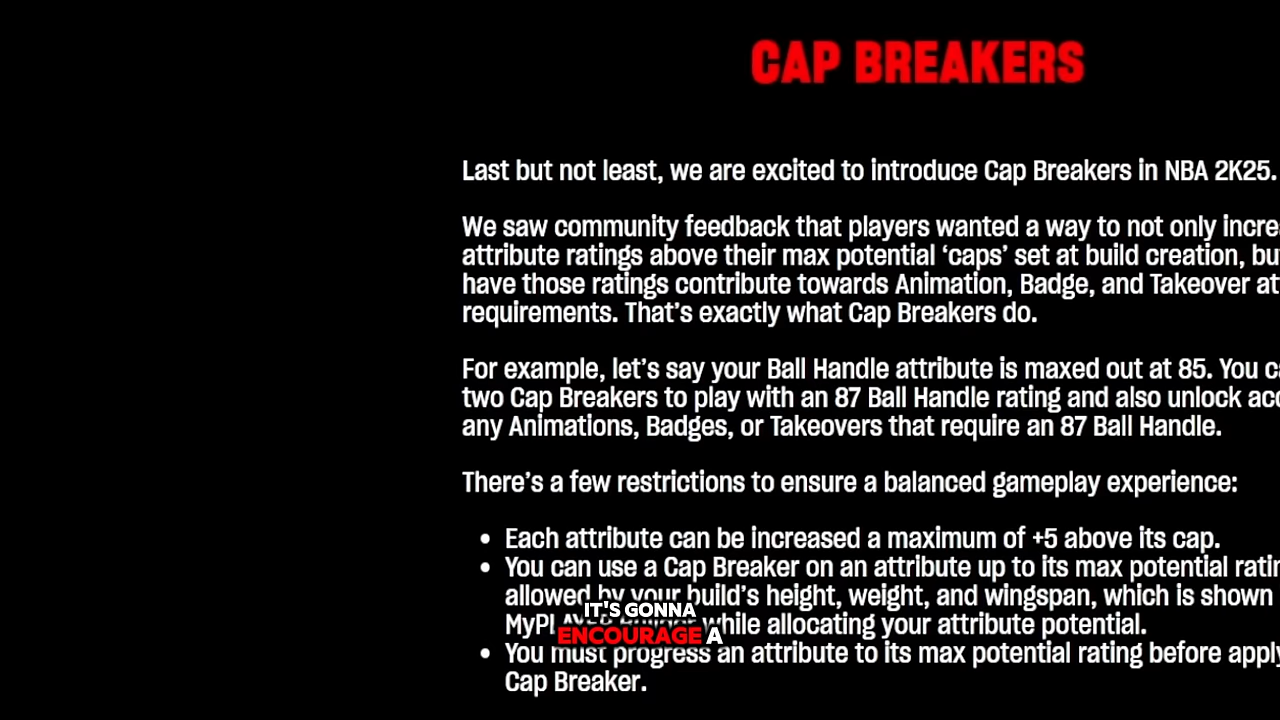 CAP BREAKERS
Last but not least, we are excited to introduce Cap Breakers in NBA 2K25.
We saw community feedback that players wanted a way to not only
attribute ratings above their max potential ‘caps’ set at build creation,
have those ratings contribute towards Animation, Badge, and Takeover
requirements. That’s exactly what Cap Breakers do.
For example, let’s say your Ball Handle attribute is maxed out at 85. You
two Cap Breakers to play with an 87 Ball Handle rating and also unlock
any Animations, Badges, or Takeovers that require an 87 Ball Handle.
There’s a few restrictions to ensure a balanced gameplay experience:
• Each attribute can be increased a maximum of +5 above its cap.
• You can use a Cap Breaker on an attribute up to its max potential
allowed by your build’s height, weight, and wingspan, which is shown
while allocating your attribute potential.
• You must progress an attribute to its max potential rating before
Cap Breaker.
IT'S GONNA
ENCOURAGE A